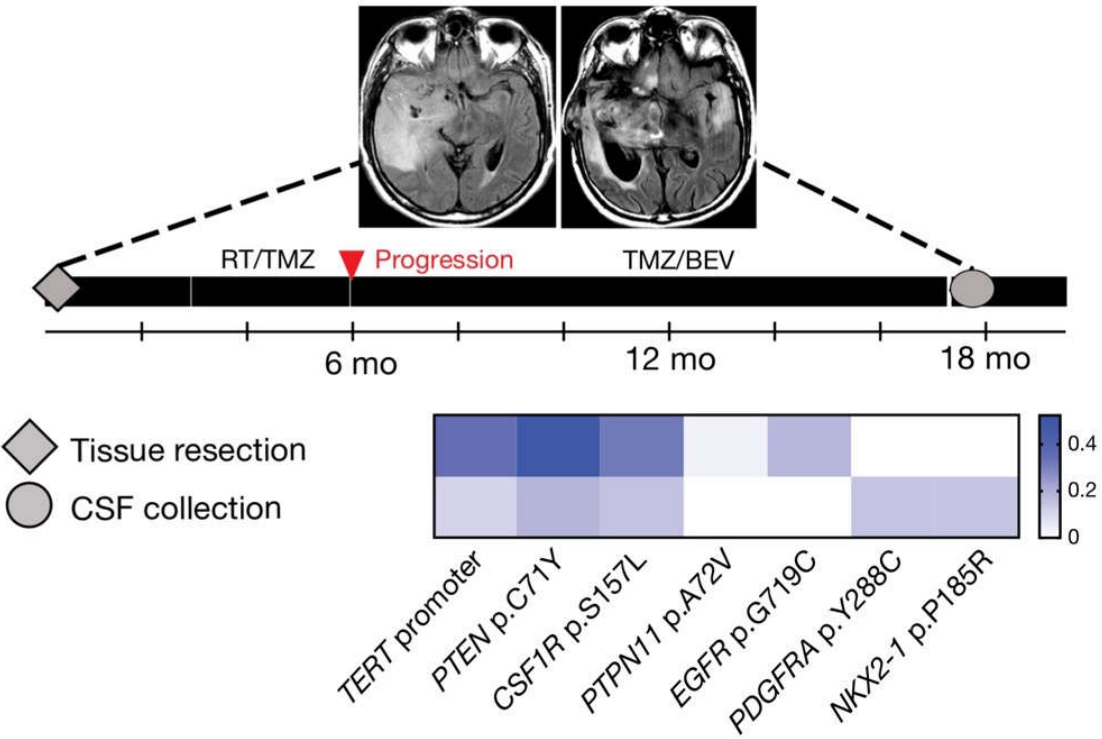 RT/TMZ
Progression
TMZ/BEV
6 mo
12 mo
18 mo
Tissue resection
CSF collection
0.4
0.2
0
TERT promoter
PTEN p.C71Y
CSF1R p.S157L
PTPN11 p.A72V
EGFR p.G719C
PDGFRA p.Y288C
NKX2-1 p.P185R